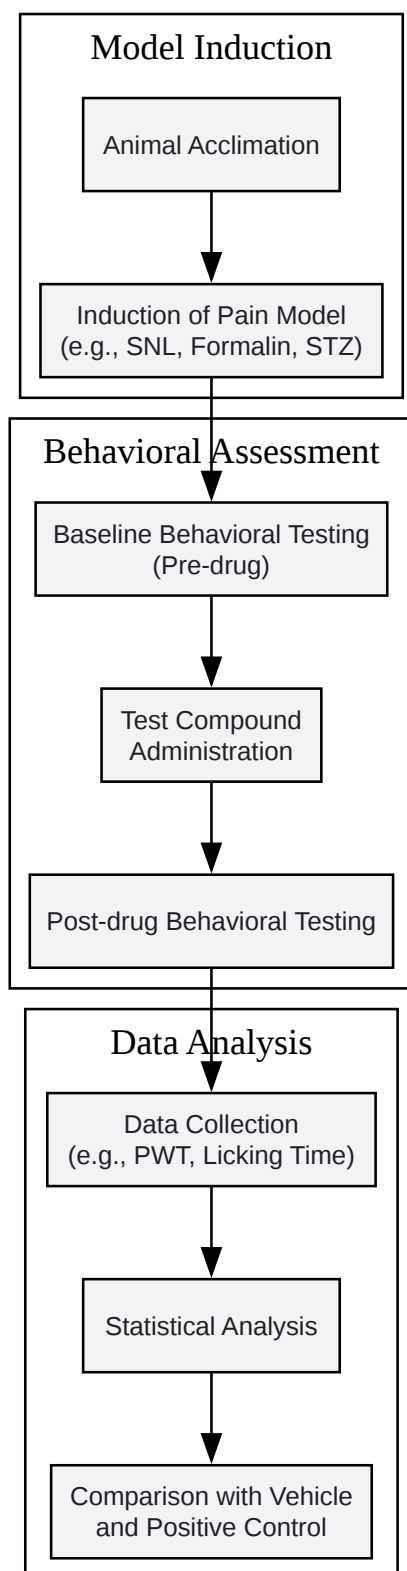 Model Induction
Animal Acclimation
Induction of Pain Model
(e.g., SNL, Formalin, STZ)
Behavioral Assessment
Baseline Behavioral Testing
(Pre-drug)
Test Compound
Administration
Post-drug Behavioral Testing
Data Analysis
Data Collection
(e.g., PWT, Licking Time)
Statistical Analysis
Comparison with Vehicle
and Positive Control